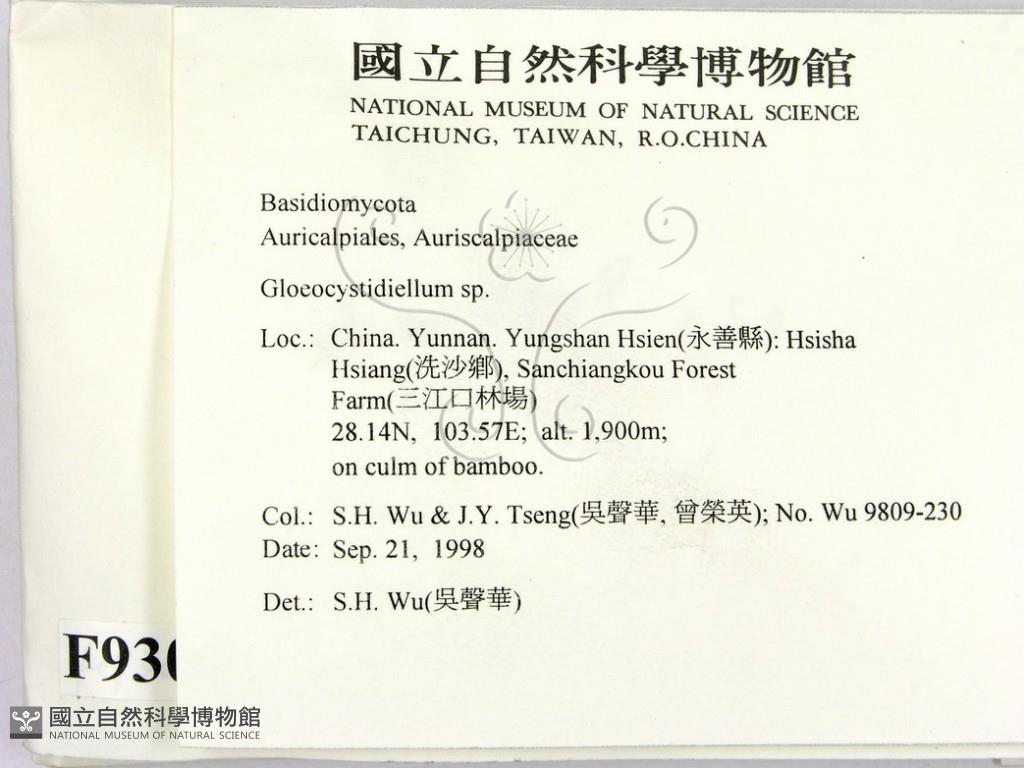 國立自然科學博物館
NATIONAL MUSEUM OF NATURAL SCIENCE
TAICHUNG, TAIWAN, R.O.CHINA
Basidiomycota
Auricalpiales, Auriscalpiaceae
Gloeocystidiellum sp.
Loc.: China. Yunnan. Yungshan Hsien(永善縣): Hsisha
Hsiang(洗沙鄉), Sanchiangkou Forest
Farm(三江口林場)
28.14N, 103.57E; alt. 1,900m;
on culm of bamboo.
Col.: S.H. Wu & J.Y. Tseng(吳聲華, 曾榮英); No. Wu 9809-230
Date: Sep. 21, 1998
Det.: S.H. Wu(吳聲華)
國立自然科學博物館
NATIONAL MUSEUM OF NATURAL SCIENCE